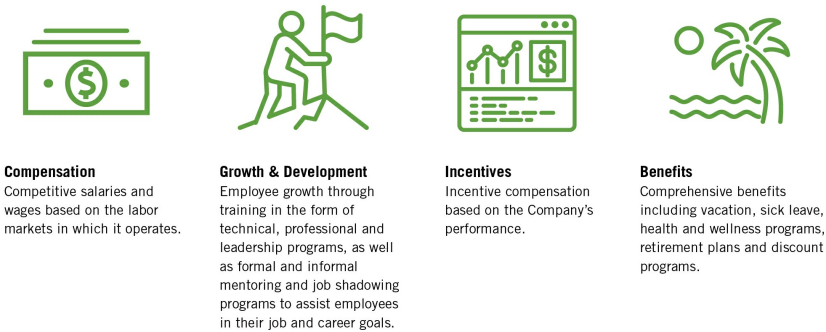 $
$
Compensation
Competitive salaries and
wages based on the labor
markets in which it operates.
Growth & Development
Employee growth through
training in the form of
technical, professional and
leadership programs, as well
as formal and informal
mentoring and job shadowing
programs to assist employees
in their job and career goals.
Incentives
Incentive compensation
based on the Company's
performance.
Benefits
Comprehensive benefits
including vacation, sick leave,
health and wellness programs,
retirement plans and discount
programs.